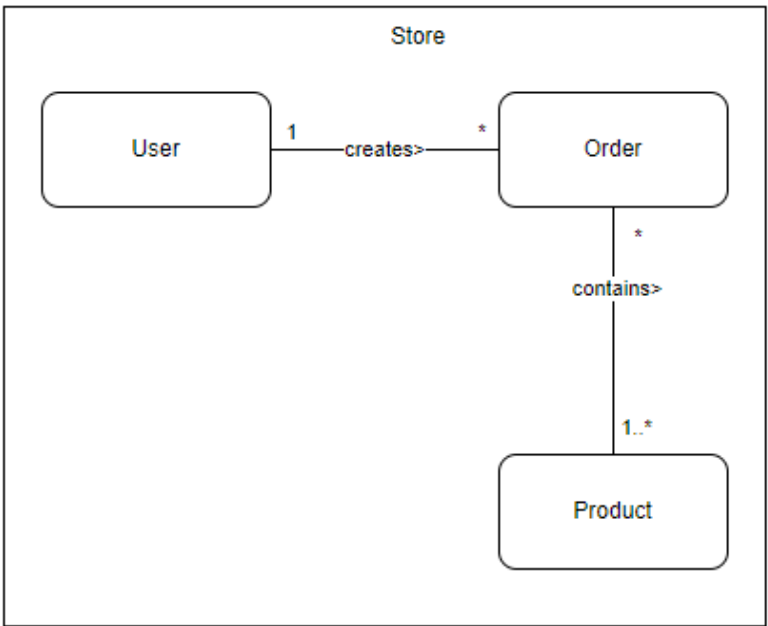 Store
User
1
creates>
*
Order
*
contains>
1..*
Product